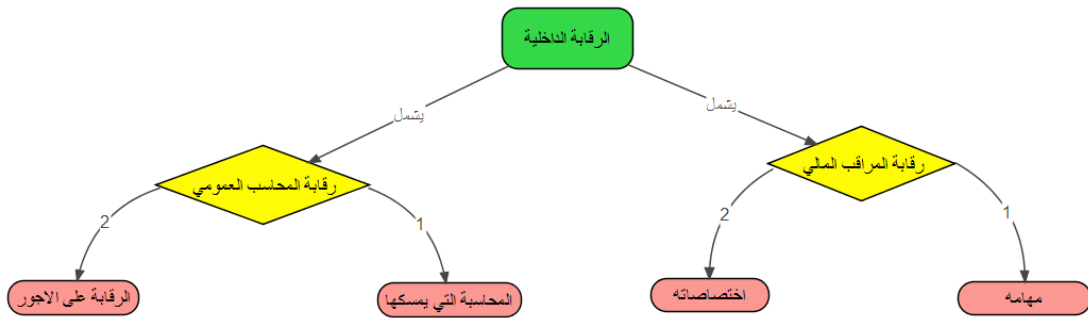 الرقابة الداخلية
يشمل
يشمل
رقابة المراقب المالي
رقابة المحاسب العمومي
1
2
1
2
مهامه
اختصاصاته
المحاسبة التي يمسكها
الرقابة على الاجور